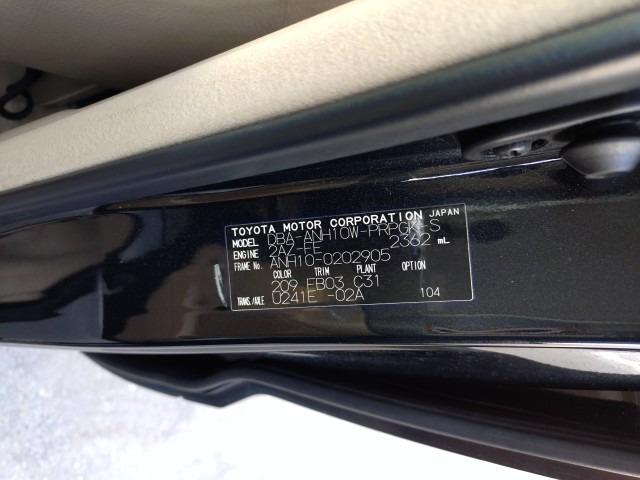 TOYOTA MOTOR CORPORATION JAPAN
MODEL DBA-ANH10W-PRPGK S
ENGINE 2AZ-FE 2362 mL
FRAME No. ANH10-0202905
COLOR TRIM PLANT OPTION
209 FB03 C31
TRANS./AXLE U241E -02A 104